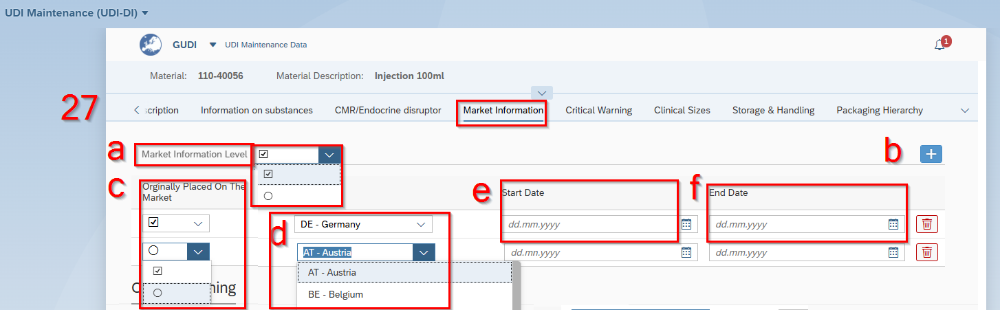 UDI Maintenance (UDI-DI)
GUDI UDI Maintenance Data 1
Material: 110-40056 Material Description: Injection 100ml
27
scription Information on substances CMR/Endocrine disruptor Market Information Critical Warning Clinical Sizes Storage & Handling Packaging Hierarchy
a Market Information Level b
c Orginally Placed On The Market e Start Date f End Date
d DE - Germany dd.mm.yyyy dd.mm.yyyy
AT - Austria dd.mn.yyyy dd.mm.yyyy
AT - Austria
BE - Belgium